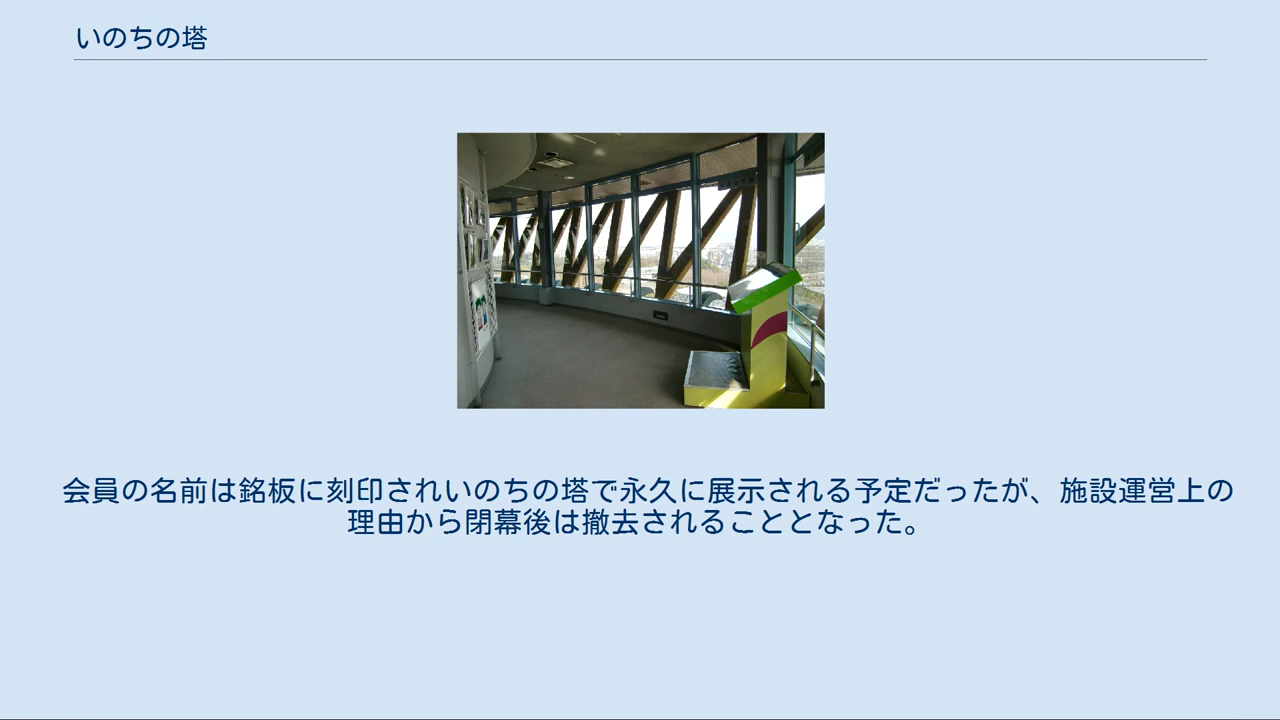 いのちの塔
会員の名前は銘板に刻印されいのちの塔で永久に展示される予定だったが、施設運営上の
理由から閉幕後は撤去されることとなった。